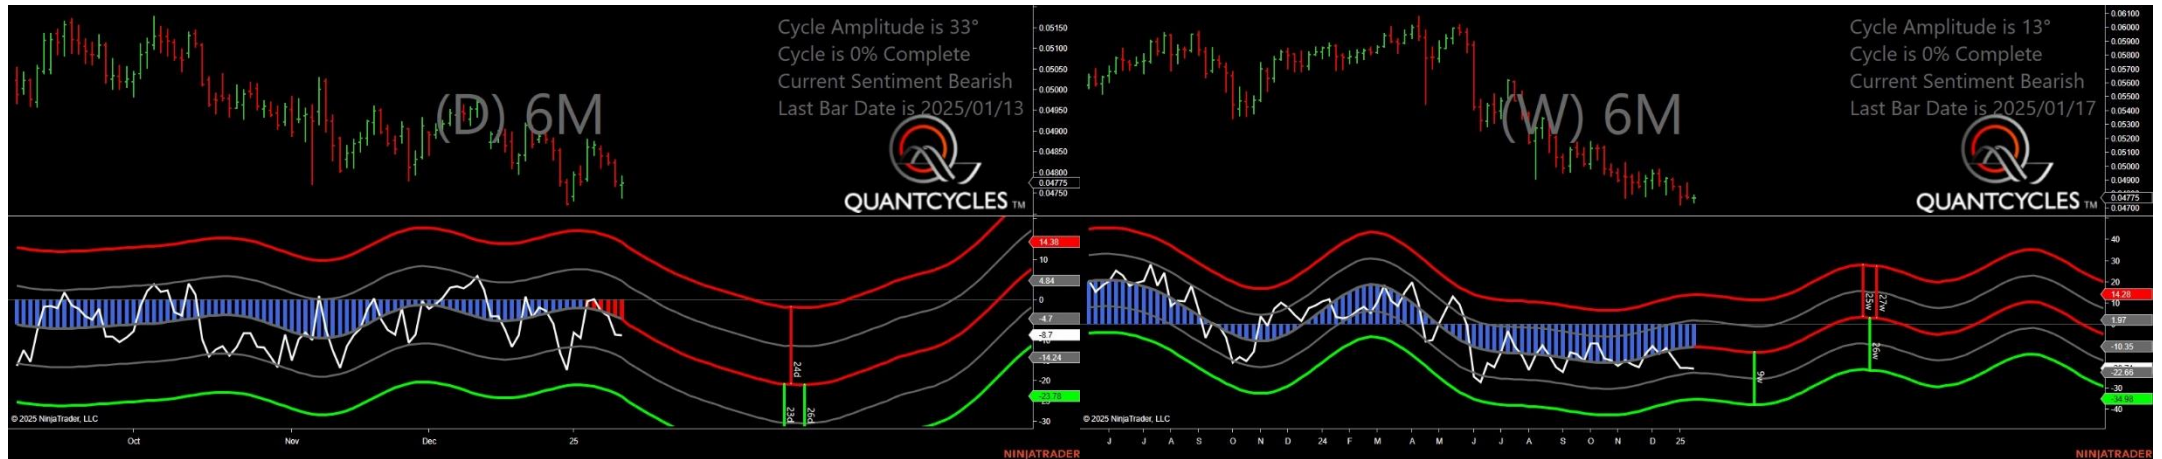 Cycle Amplitude is 33°
Cycle is 0% Complete
Current Sentiment Bearish
Last Bar Date is 2025/01/13
(D) 6M
QUANTCYCLES TM
0.05150
0.05100
0.05050
0.05000
0.04950
0.04900
0.04850
0.04800
0.04775
0.04750
14.38
10
4.84
0
-4.7
-8.7
-14.24
-20
-23.78
-30
24d
23d
26d
© 2025 NinjaTrader, LLC
Oct
Nov
Dec
25
NINJATRADER
Cycle Amplitude is 13°
Cycle is 0% Complete
Current Sentiment Bearish
Last Bar Date is 2025/01/17
(W) 6M
QUANTCYCLES TM
0.06100
0.06000
0.05900
0.05800
0.05700
0.05600
0.05500
0.05400
0.05300
0.05200
0.05100
0.05000
0.04900
0.04775
0.04700
40
30
20
14.28
10
1.97
-10.35
-22.66
-30
-34.98
-40
25w
27w
26w
9w
© 2025 NinjaTrader, LLC
J J A S O N D 24 F M A M J J A S O N D 25
NINJATRADER